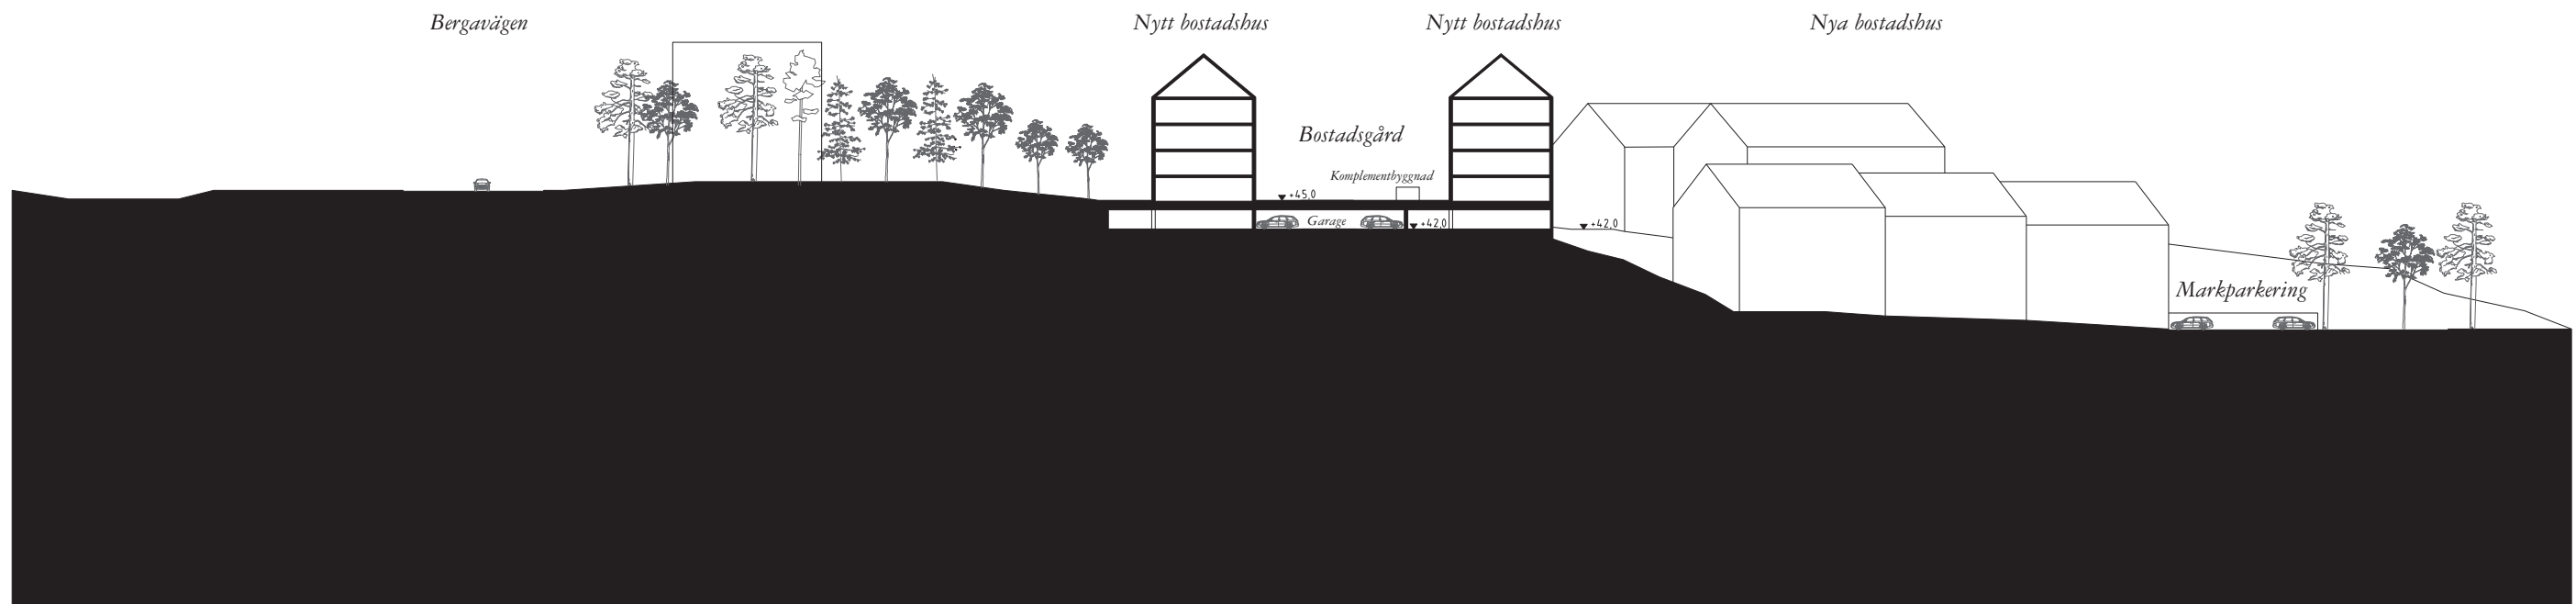 Bergavägen
Nytt bostadshus
Nytt bostadshus
Nya bostadshus
Bostadsgård
Komplementbyggnad
+45,0
Garage
+42,0
+42,0
Markparkering